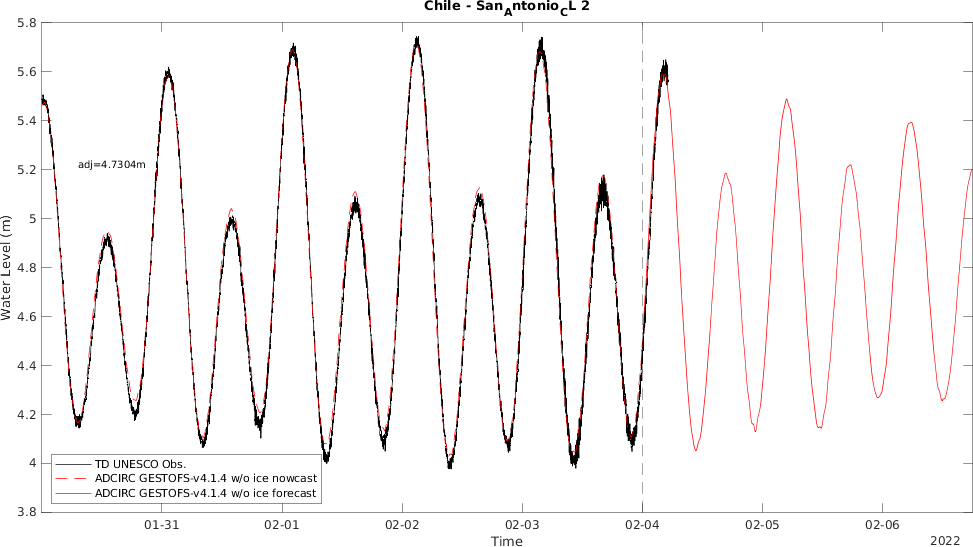 Chile - San_Antonio_CL 2
5.8
5.6
5.4
5.2
5
4.8
4.6
4.4
4.2
4
3.8
Water Level (m)
adj=4.7304m
TD UNESCO Obs.
ADCIRC GESTOFS-v4.1.4 w/o ice nowcast
ADCIRC GESTOFS-v4.1.4 w/o ice forecast
01-31 02-01 02-02 02-03 02-04 02-05 02-06
Time
2022